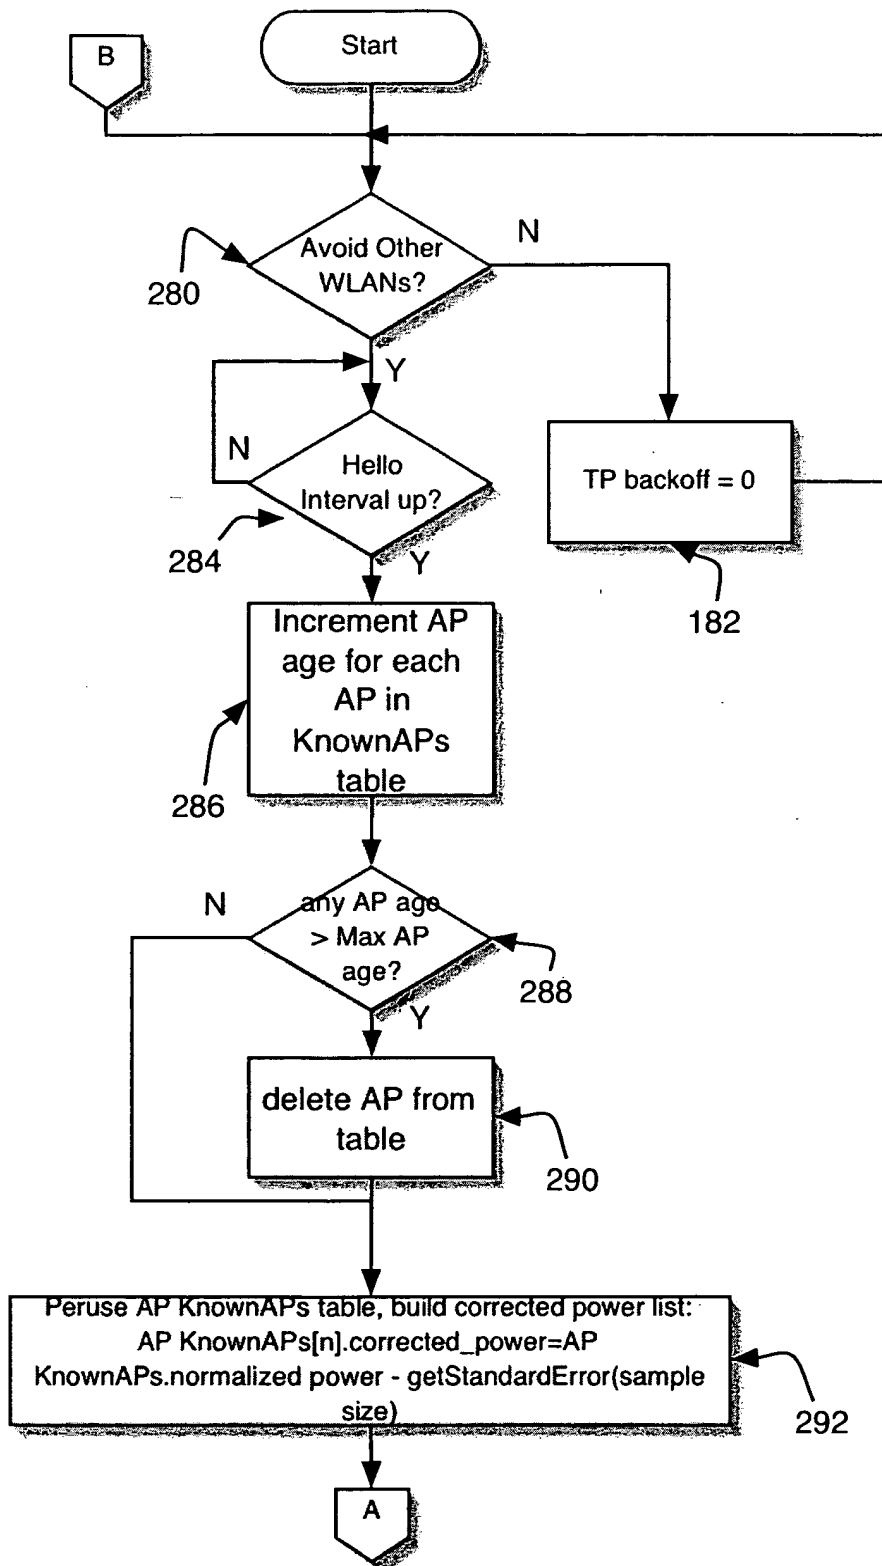 B
Start
Avoid Other
WLANs?
N
280
Y
N
Hello
Interval up?
284
Y
TP backoff = 0
182
Increment AP
age for each
AP in
KnownAPs
table
286
N
any AP age
> Max AP
age?
288
Y
delete AP from
table
290
Peruse AP KnownAPs table, build corrected power list:
AP KnownAPs[n].corrected_power=AP
KnownAPs.normalized power - getStandardError(sample
size)
292
A